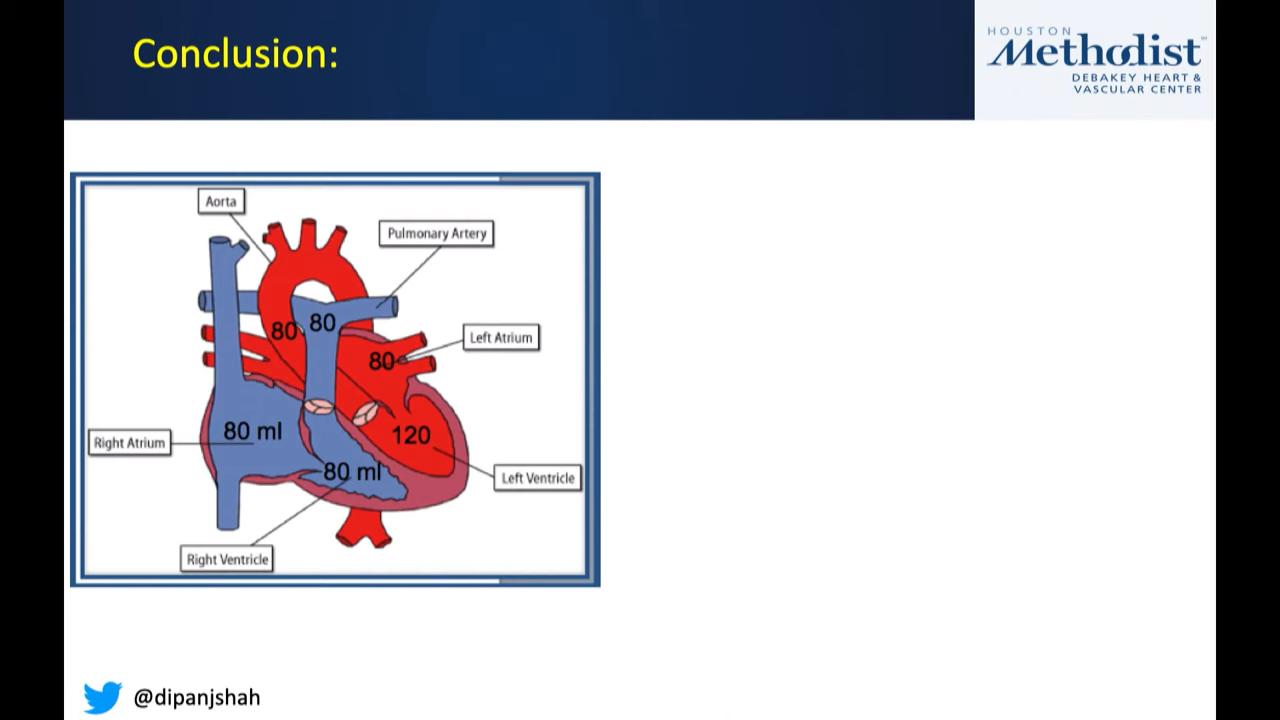 Conclusion:
HOUSTON
Methodist
DEBAKEY HEART &
VASCULAR CENTER
Aorta
Pulmonary Artery
80
80
Left Atrium
80
Right Atrium
80 ml
120
80 ml
Left Ventricle
Right Ventricle
@dipanjshah